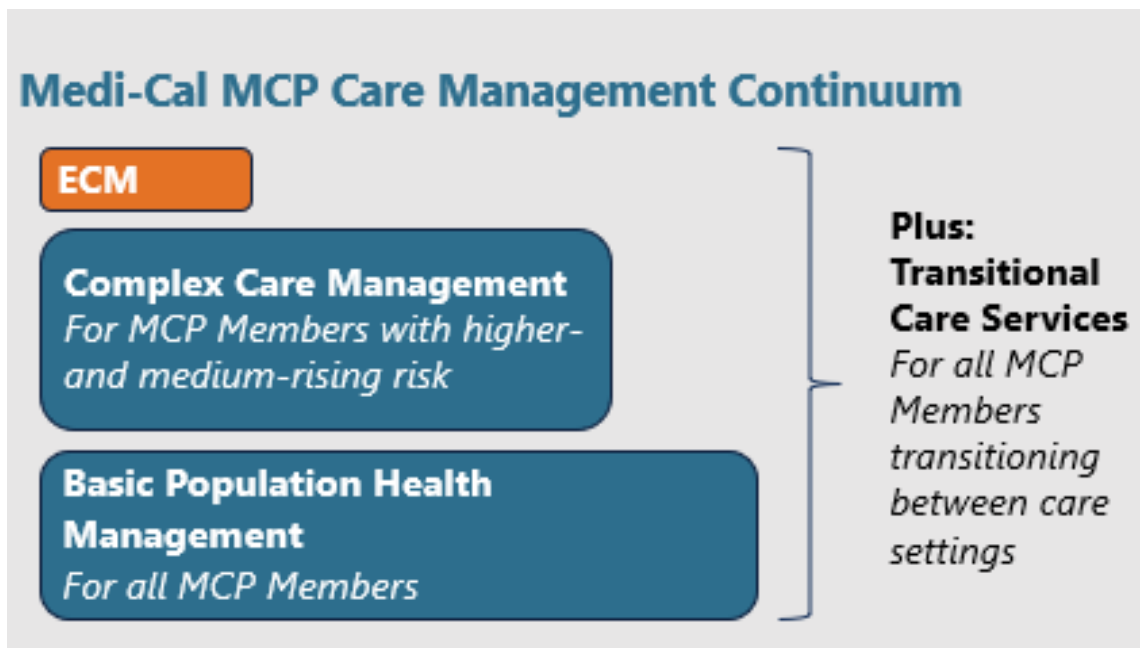 Medi-Cal MCP Care Management Continuum
ECM
Complex Care Management
For MCP Members with higher-
and medium-rising risk
Basic Population Health
Management
For all MCP Members
Plus:
Transitional
Care Services
For all MCP
Members
transitioning
between care
settings